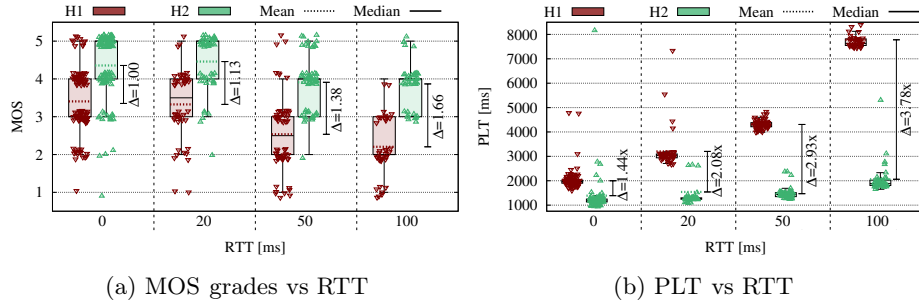 H1 H2 Mean Median
MOS
5
4
3
2
1
Δ=1.00
Δ=1.13
Δ=1.38
Δ=1.66
0 20 50 100
RTT [ms]
(a) MOS grades vs RTT
H1 H2 Mean Median
PLT [ms]
8000
7000
6000
5000
4000
3000
2000
1000
Δ=1.44x
Δ=2.08x
Δ=2.93x
Δ=3.78x
0 20 50 100
RTT [ms]
(b) PLT vs RTT